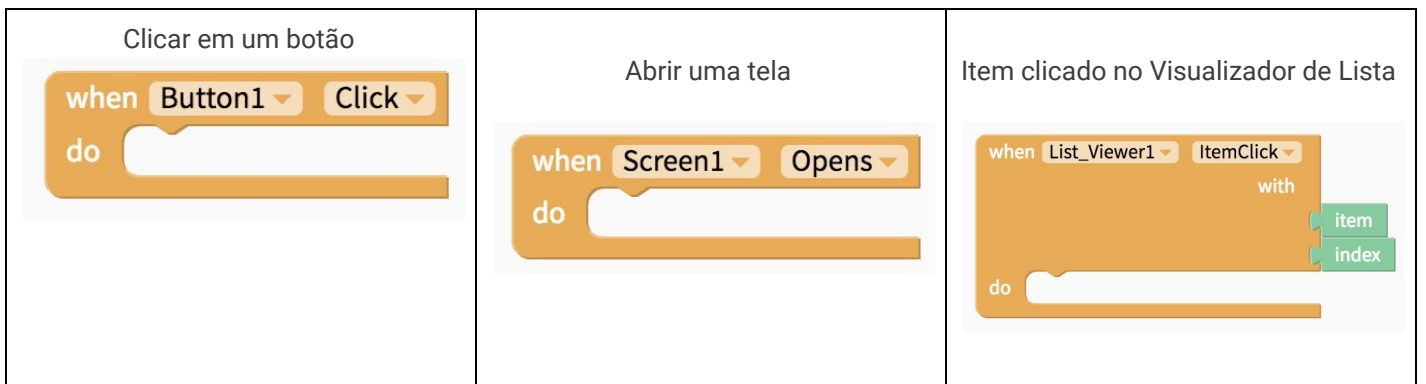 Clicar em um botão
when Button1 Click
do
Abrir uma tela
when Screen1 Opens
do
Item clicado no Visualizador de Lista
when List_Viewer1 ItemClick
with
item
index
do